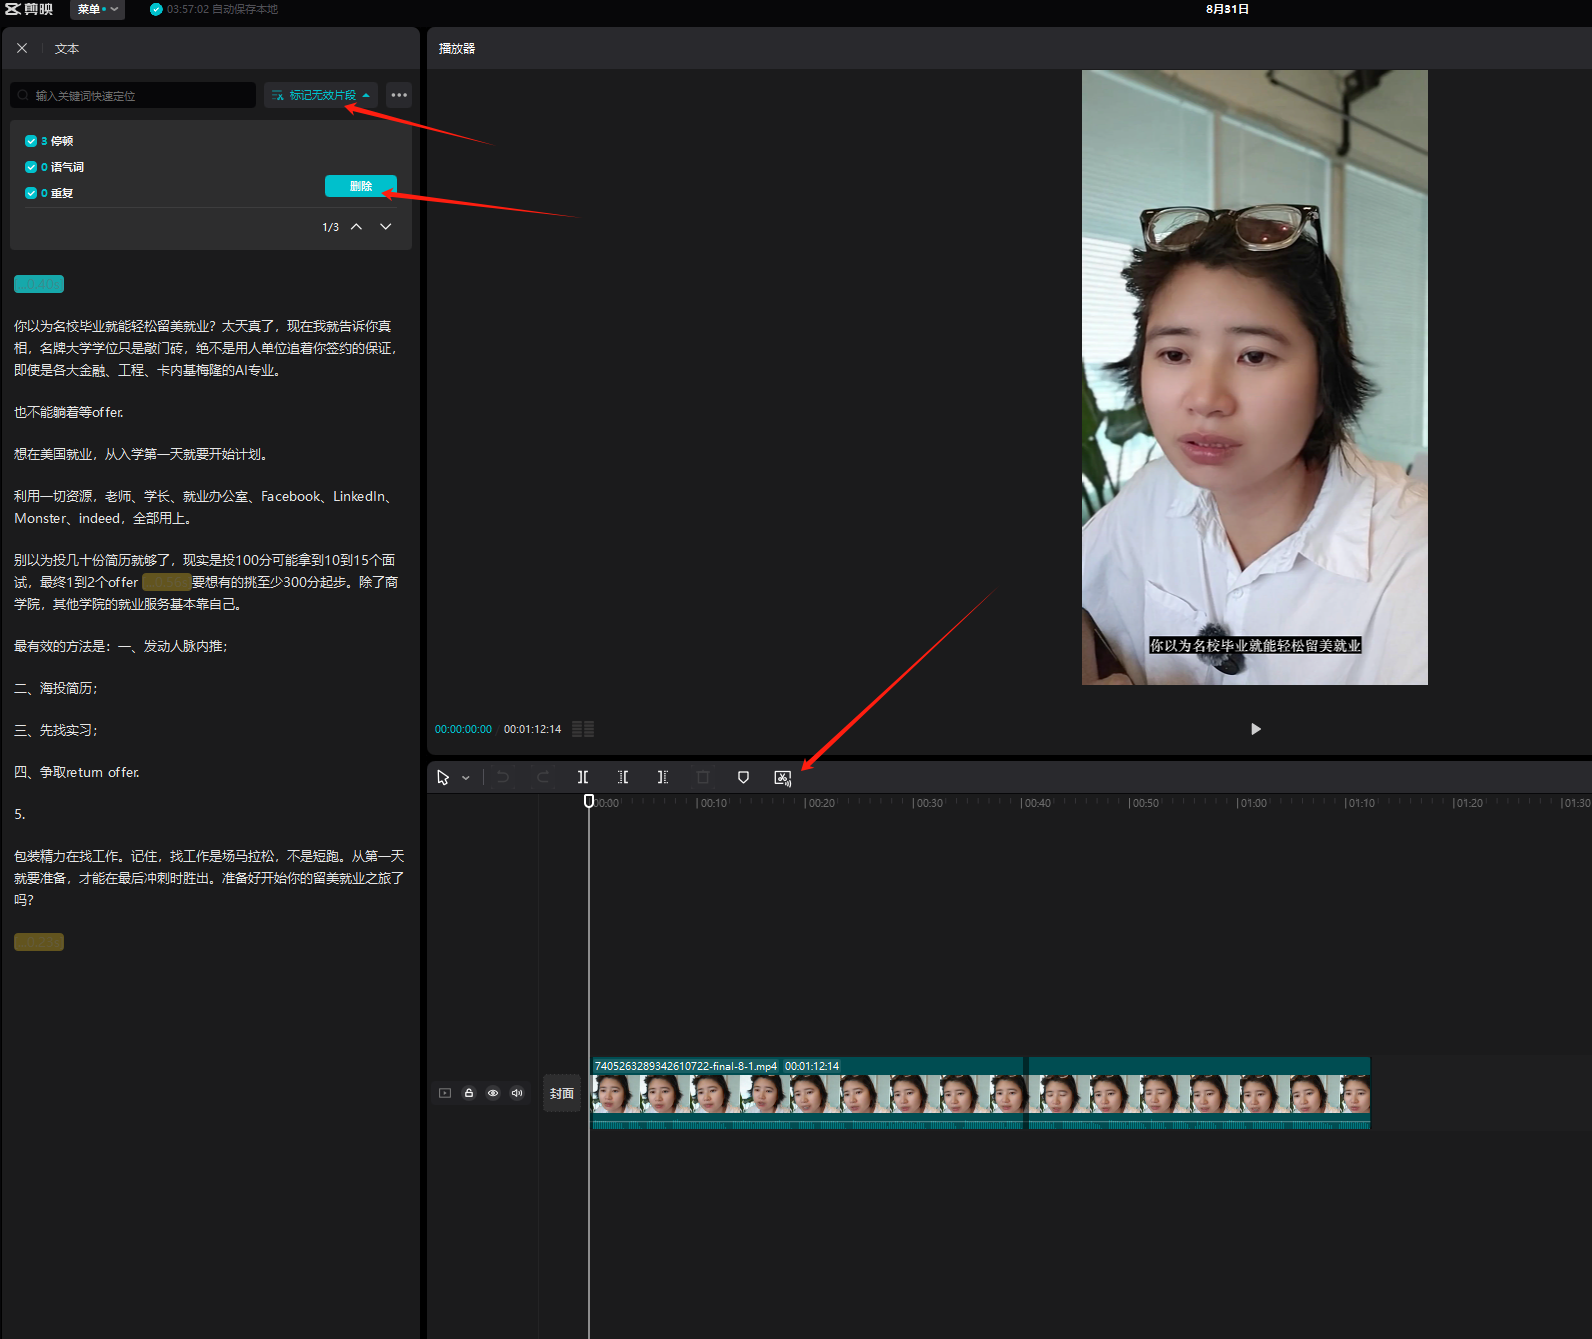 剪映
菜单
03:57:02 自动保存本地
8月31日
文本
输入关键词快速定位
标记无效片段
3 停顿
0 语气词
0 重复
删除
1/3
...0.40s
你以为名校毕业就能轻松留美就业？太天真了，现在我就告诉你真
相，名牌大学学位只是敲门砖，绝不是用人单位追着你签约的保证，
即使是各大金融、工程、卡内基梅隆的AI专业。
也不能躺着等offer.
想在美国就业，从入学第一天就要开始计划。
利用一切资源，老师、学长、就业办公室、Facebook、LinkedIn、
Monster、indeed，全部用上。
别以为投几十份简历就够了，现实是投100分可能拿到10到15个面
试，最终1到2个offer 要想有的挑至少300分起步。除了商
学院，其他学院的就业服务基本靠自己。
最有效的方法是：一、发动人脉内推；
二、海投简历；
三、先找实习；
四、争取return offer.
5.
包装精力在找工作。记住，找工作是场马拉松，不是短跑。从第一天
就要准备，才能在最后冲刺时胜出。准备好开始你的留美就业之旅了
吗？
播放器
你以为名校毕业就能轻松留美就业
00:00:00:00 / 00:01:12:14
00:00 00:10 00:20 00:30 00:40 00:50 01:00 01:10 01:20 01:30
7405263289342610722-final-8-1.mp4 00:01:12:14
封面